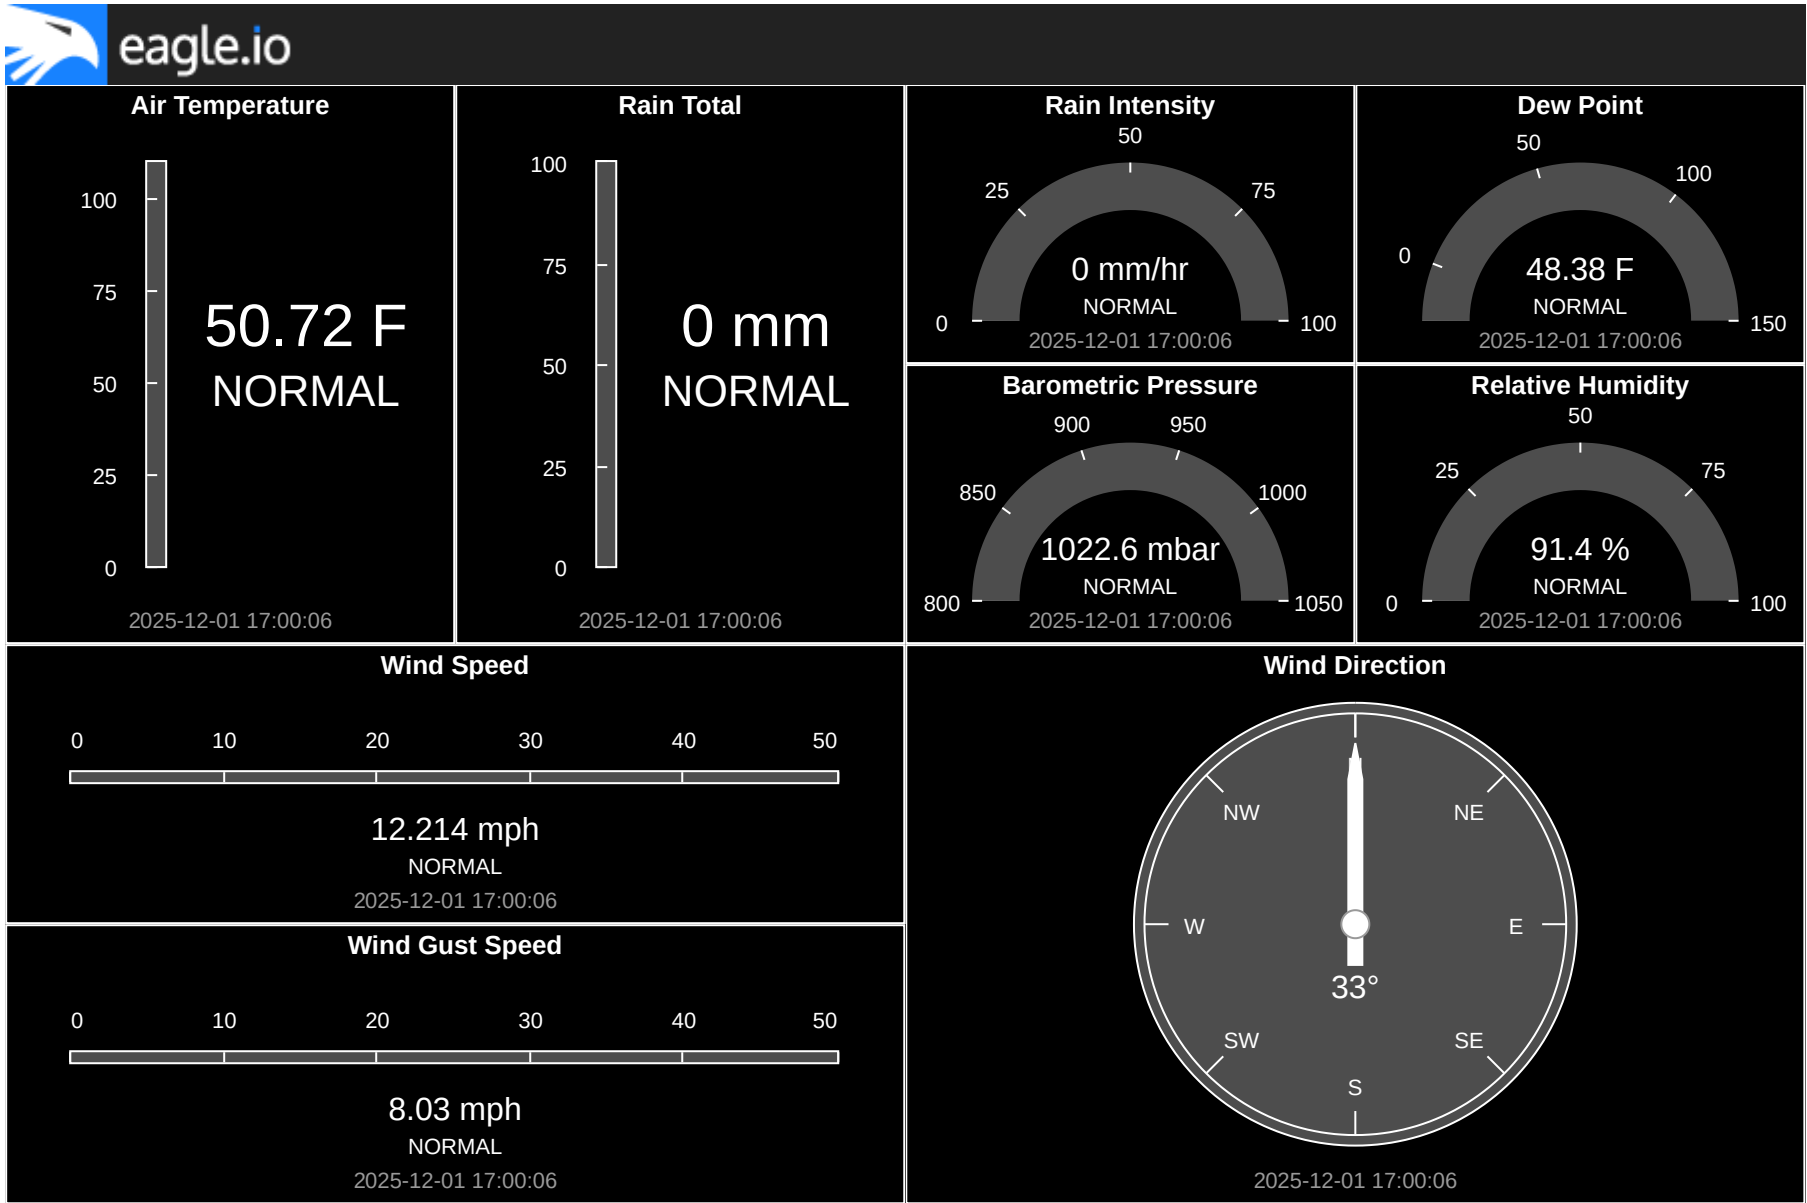 eagle.io
Air Temperature
100
75
50
25
0
50.72 F
NORMAL
2025-12-01 17:00:06
Rain Total
100
75
50
25
0
0 mm
NORMAL
2025-12-01 17:00:06
Rain Intensity
50
25
75
0
100
0 mm/hr
NORMAL
2025-12-01 17:00:06
Dew Point
50
100
0
150
48.38 F
NORMAL
2025-12-01 17:00:06
Barometric Pressure
900
950
850
1000
800
1050
1022.6 mbar
NORMAL
2025-12-01 17:00:06
Relative Humidity
50
25
75
0
100
91.4 %
NORMAL
2025-12-01 17:00:06
Wind Speed
0 10 20 30 40 50
12.214 mph
NORMAL
2025-12-01 17:00:06
Wind Gust Speed
0 10 20 30 40 50
8.03 mph
NORMAL
2025-12-01 17:00:06
Wind Direction
NW NE
W E
33°
SW SE
S
2025-12-01 17:00:06